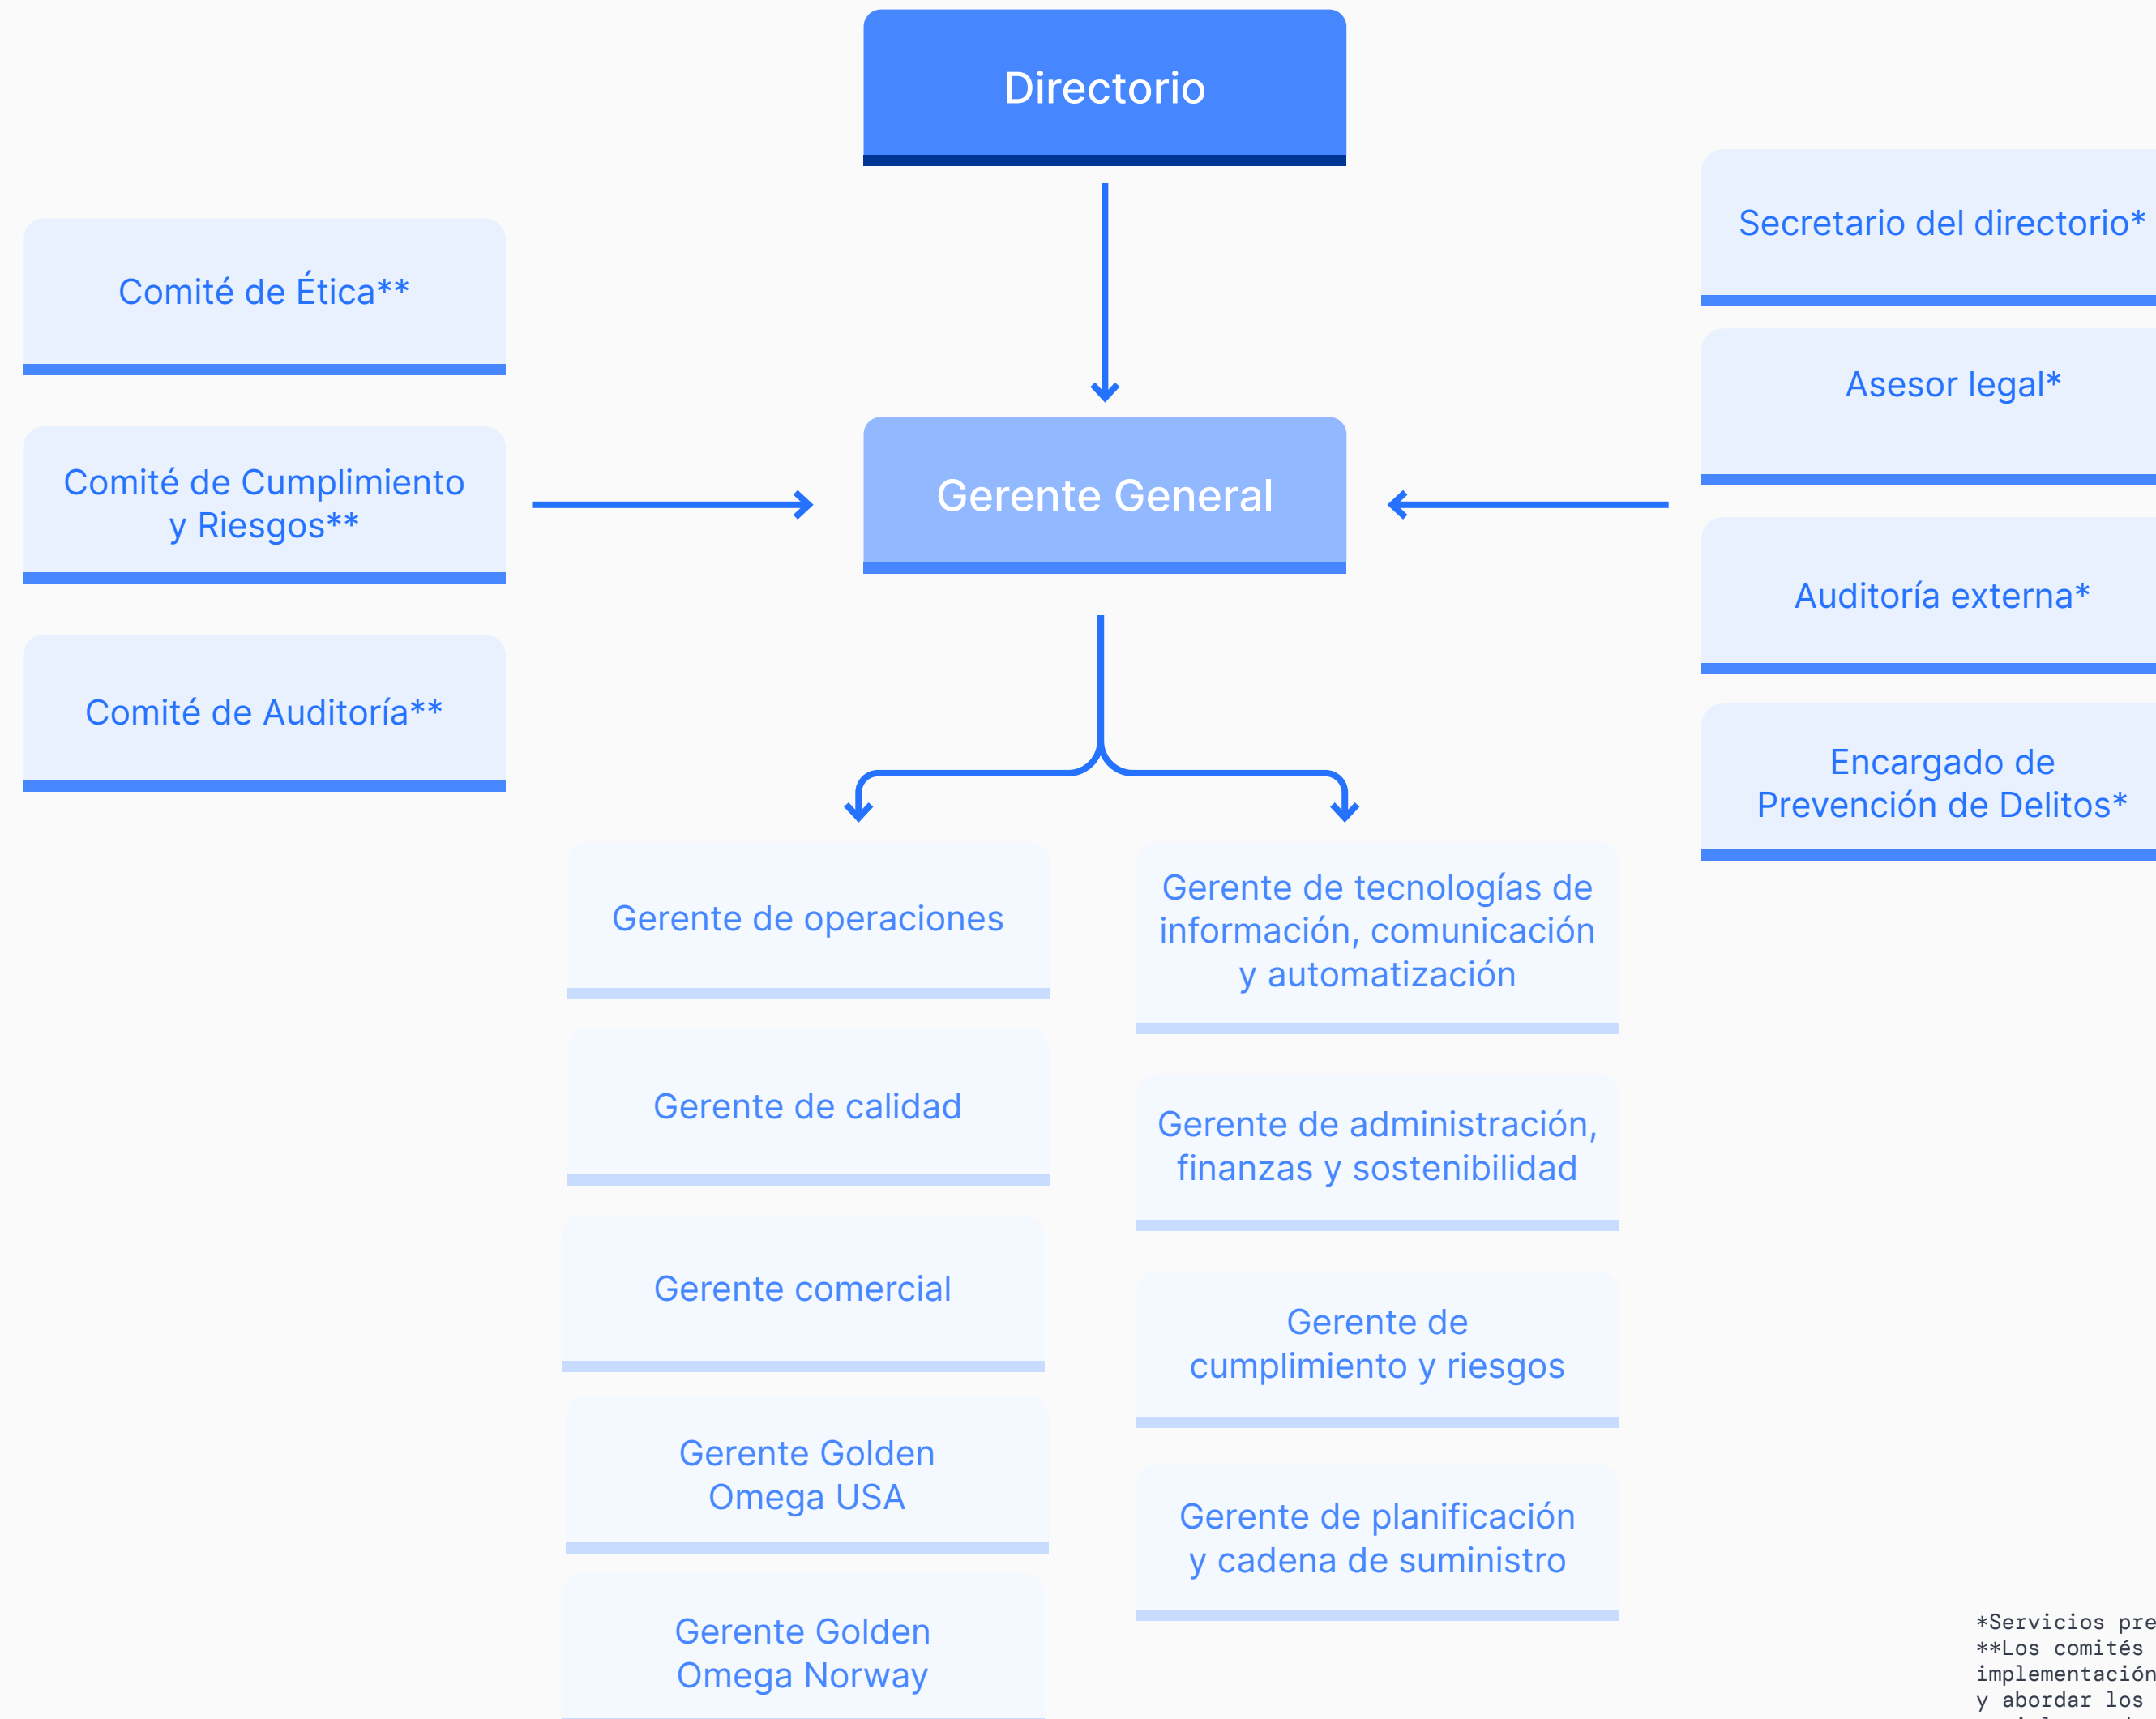 Directorio
Secretario del directorio*
Comité de Ética**
Asesor legal*
Comité de Cumplimiento
y Riesgos**
Gerente General
Auditoría externa*
Comité de Auditoría**
Encargado de
Prevención de Delitos*
Gerente de operaciones
Gerente de calidad
Gerente comercial
Gerente Golden
Omega USA
Gerente Golden
Omega Norway
Gerente de tecnologías de
información, comunicación
y automatización
Gerente de administración,
finanzas y sostenibilidad
Gerente de
cumplimiento y riesgos
Gerente de planificación
y cadena de suministro
*Servicios
**Los comités
implementación
y abordar los